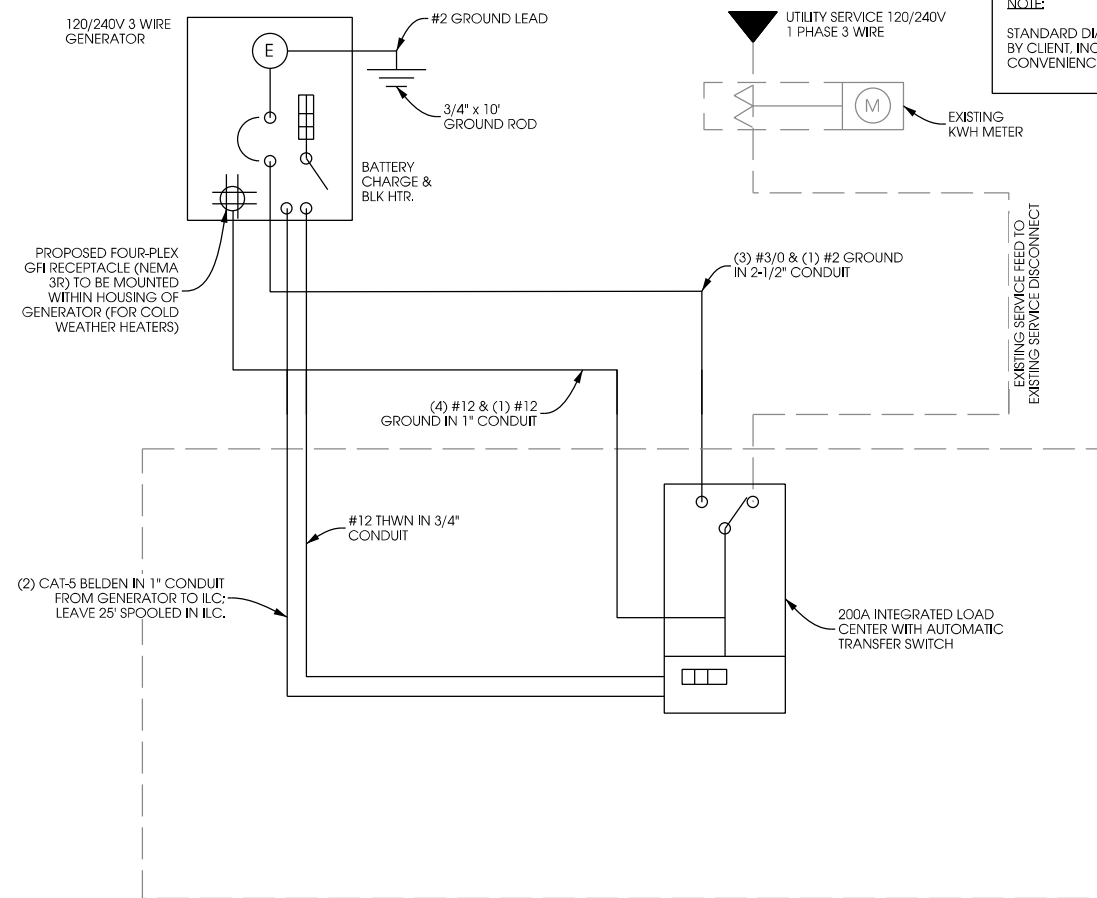 120/240V 3 WIRE
GENERATOR
E
#2 GROUND LEAD
3/4" x 10'
GROUND ROD
BATTERY
CHARGE &
BLK HTR.
PROPOSED FOUR-PLEX
GFI RECEPTACLE (NEMA
3R) TO BE MOUNTED
WITHIN HOUSING OF
GENERATOR (FOR COLD
WEATHER HEATERS)
UTILITY SERVICE 120/240V
1 PHASE 3 WIRE
NOTE:
STANDARD
BY CLIENT,
M
EXISTING
KWH METER
(3) #3/0 & (1) #2 GROUND
IN 2-1/2" CONDUIT
EXISTING SERVICE FEED TO
EXISTING SERVICE DISCONNECT
(4) #12 & (1) #12
GROUND IN 1" CONDUIT
#12 THWN IN 3/4"
CONDUIT
(2) CAT-5 BELDEN IN 1" CONDUIT
FROM GENERATOR TO ILC;
LEAVE 25' SPOOLED IN ILC.
200A INTEGRATED LOAD
CENTER WITH AUTOMATIC
TRANSFER SWITCH